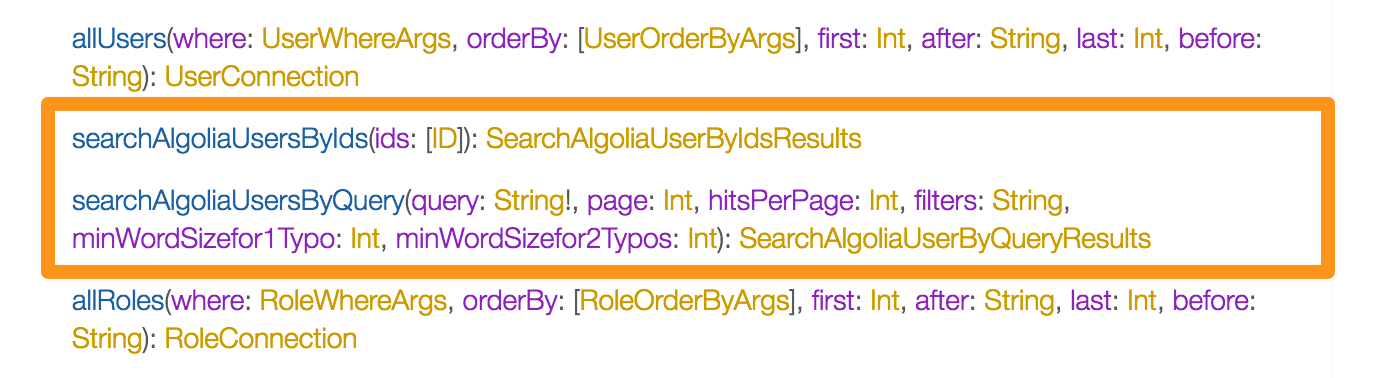 allUsers(where: UserWhereArgs, orderBy: [UserOrderByArgs], first: Int, after: String, last: Int, before:
String): UserConnection
searchAlgoliaUsersByIds(ids: [ID]): SearchAlgoliaUserByIdsResults
searchAlgoliaUsersByQuery(query: String!, page: Int, hitsPerPage: Int, filters: String,
minWordSizefor1Typo: Int, minWordSizefor2Typos: Int): SearchAlgoliaUserByQueryResults
allRoles(where: RoleWhereArgs, orderBy: [RoleOrderByArgs], first: Int, after: String, last: Int, before:
String): RoleConnection